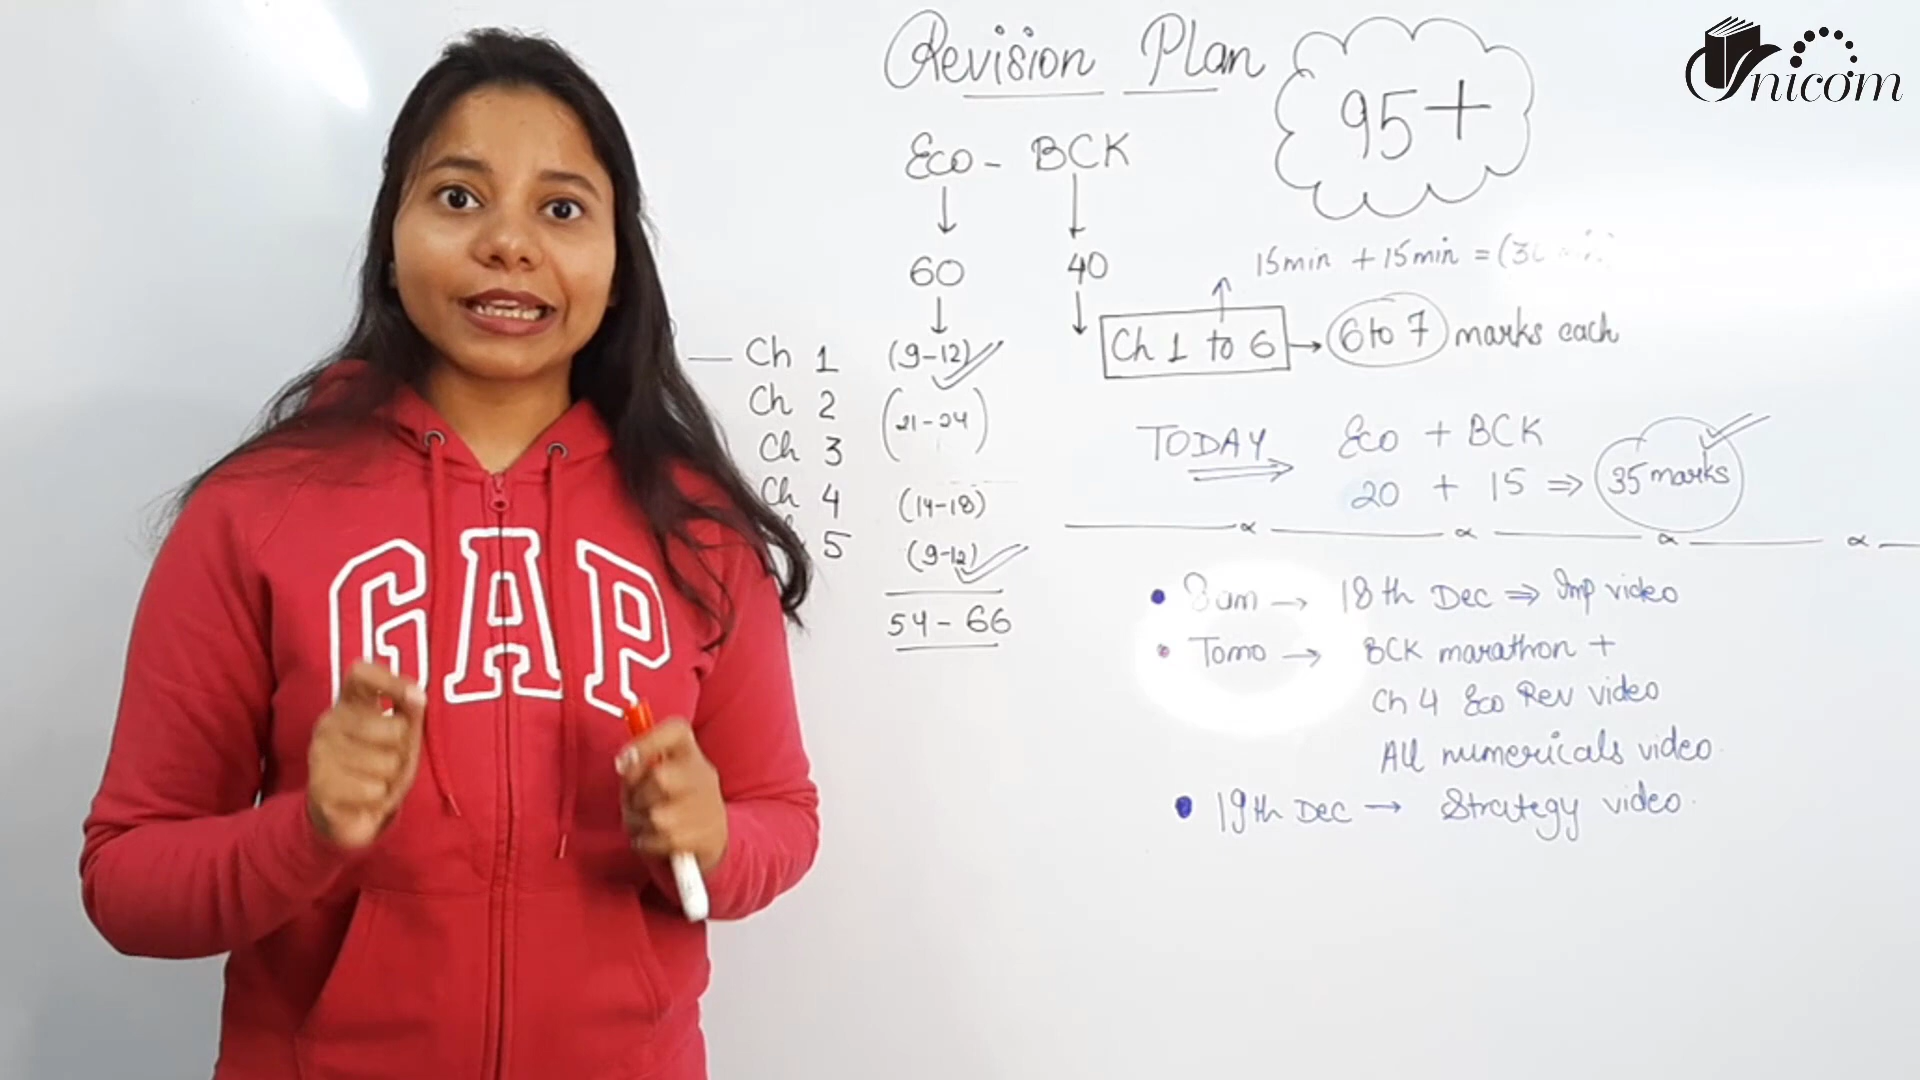 Revision Plan
95+
Unicom
Eco - BCK
60
40
15min + 15min = (30
Ch 1 (9-12)
Ch 1 to 6 → 6 to 7 marks each
Ch 2
Ch 3
(21-24)
TODAY Eco + BCK
20 + 15 ⇒ 35 marks
Ch 4 (14-18)
5 (9-12)
54 - 66
8am → 18th Dec ⇒ Imp video
Tomo → BCK marathon +
Ch 4 Eco Rev video
All numericals video
19th Dec → Strategy video
GAP